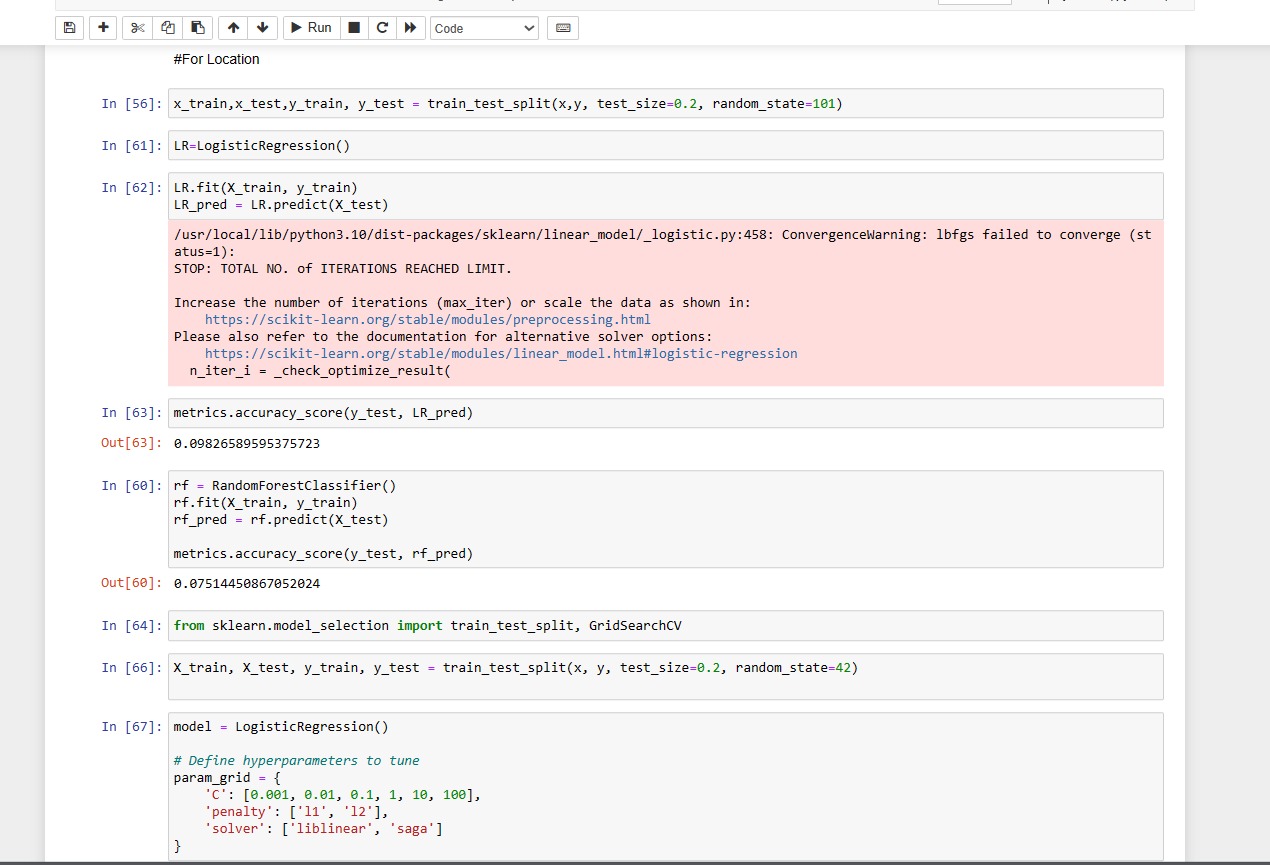 Run
Code
#For Location
In [56]: x_train,x_test,y_train, y_test = train_test_split(x,y, test_size=0.2, random_state=101)
In [61]: LR=LogisticRegression()
In [62]: LR.fit(X_train, y_train)
LR_pred = LR.predict(X_test)
/usr/local/lib/python3.10/dist-packages/sklearn/linear_model/_logistic.py:458: ConvergenceWarning: lbfgs failed to converge (st
atus=1):
STOP: TOTAL NO. of ITERATIONS REACHED LIMIT.
Increase the number of iterations (max_iter) or scale the data as shown in:
https://scikit-learn.org/stable/modules/preprocessing.html
Please also refer to the documentation for alternative solver options:
https://scikit-learn.org/stable/modules/linear_model.html#logistic-regression
n_iter_i = _check_optimize_result(
In [63]: metrics.accuracy_score(y_test, LR_pred)
Out[63]: 0.09826589595375723
In [60]: rf = RandomForestClassifier()
rf.fit(X_train, y_train)
rf_pred = rf.predict(X_test)
metrics.accuracy_score(y_test, rf_pred)
Out[60]: 0.07514450867052024
In [64]: from sklearn.model_selection import train_test_split, GridSearchCV
In [66]: X_train, X_test, y_train, y_test = train_test_split(x, y, test_size=0.2, random_state=42)
In [67]: model = LogisticRegression()
# Define hyperparameters to tune
param_grid = {
'C': [0.001, 0.01, 0.1, 1, 10, 100],
'penalty': ['l1', 'l2'],
'solver': ['liblinear', 'saga']
}